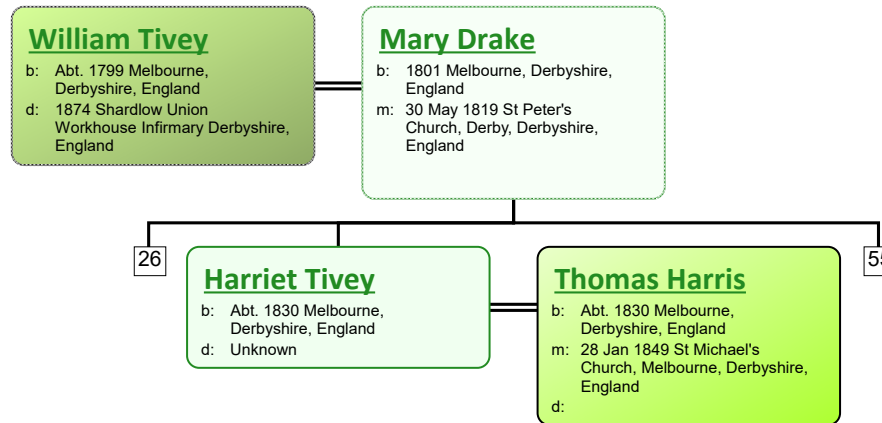 William Tivey
b: Abt. 1799 Melbourne,
Derbyshire, England
d: 1874 Shardlow Union
Workhouse Infirmary Derbyshire,
England
Mary Drake
b: 1801 Melbourne, Derbyshire,
England
m: 30 May 1819 St Peter's
Church, Derby, Derbyshire,
England
26
Harriet Tivey
b: Abt. 1830 Melbourne,
Derbyshire, England
d: Unknown
Thomas Harris
b: Abt. 1830 Melbourne,
Derbyshire, England
m: 28 Jan 1849 St Michael's
Church, Melbourne, Derbyshire,
England
d: